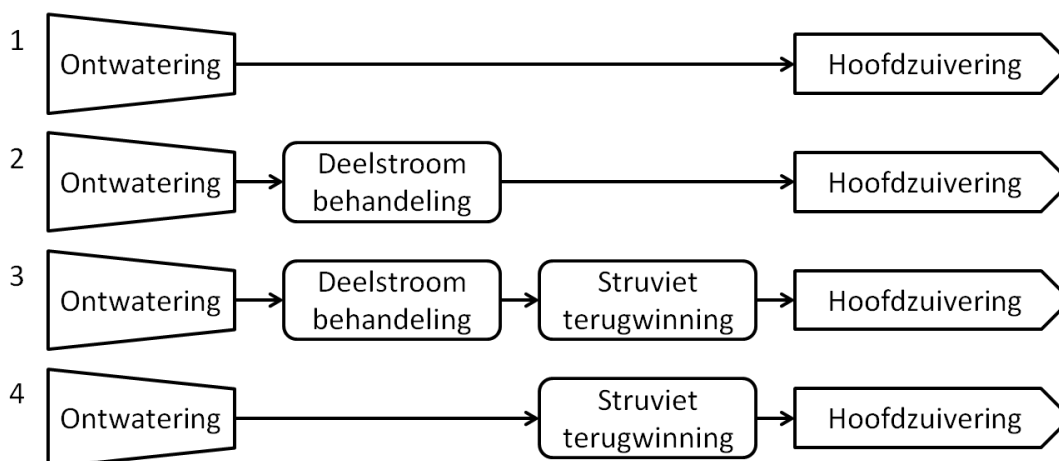 1
Ontwatering
Hoofdzuivering
2
Ontwatering
Deelstroom
behandeling
Hoofdzuivering
3
Ontwatering
Deelstroom
behandeling
Struviet
terugwinning
Hoofdzuivering
4
Ontwatering
Struviet
terugwinning
Hoofdzuivering